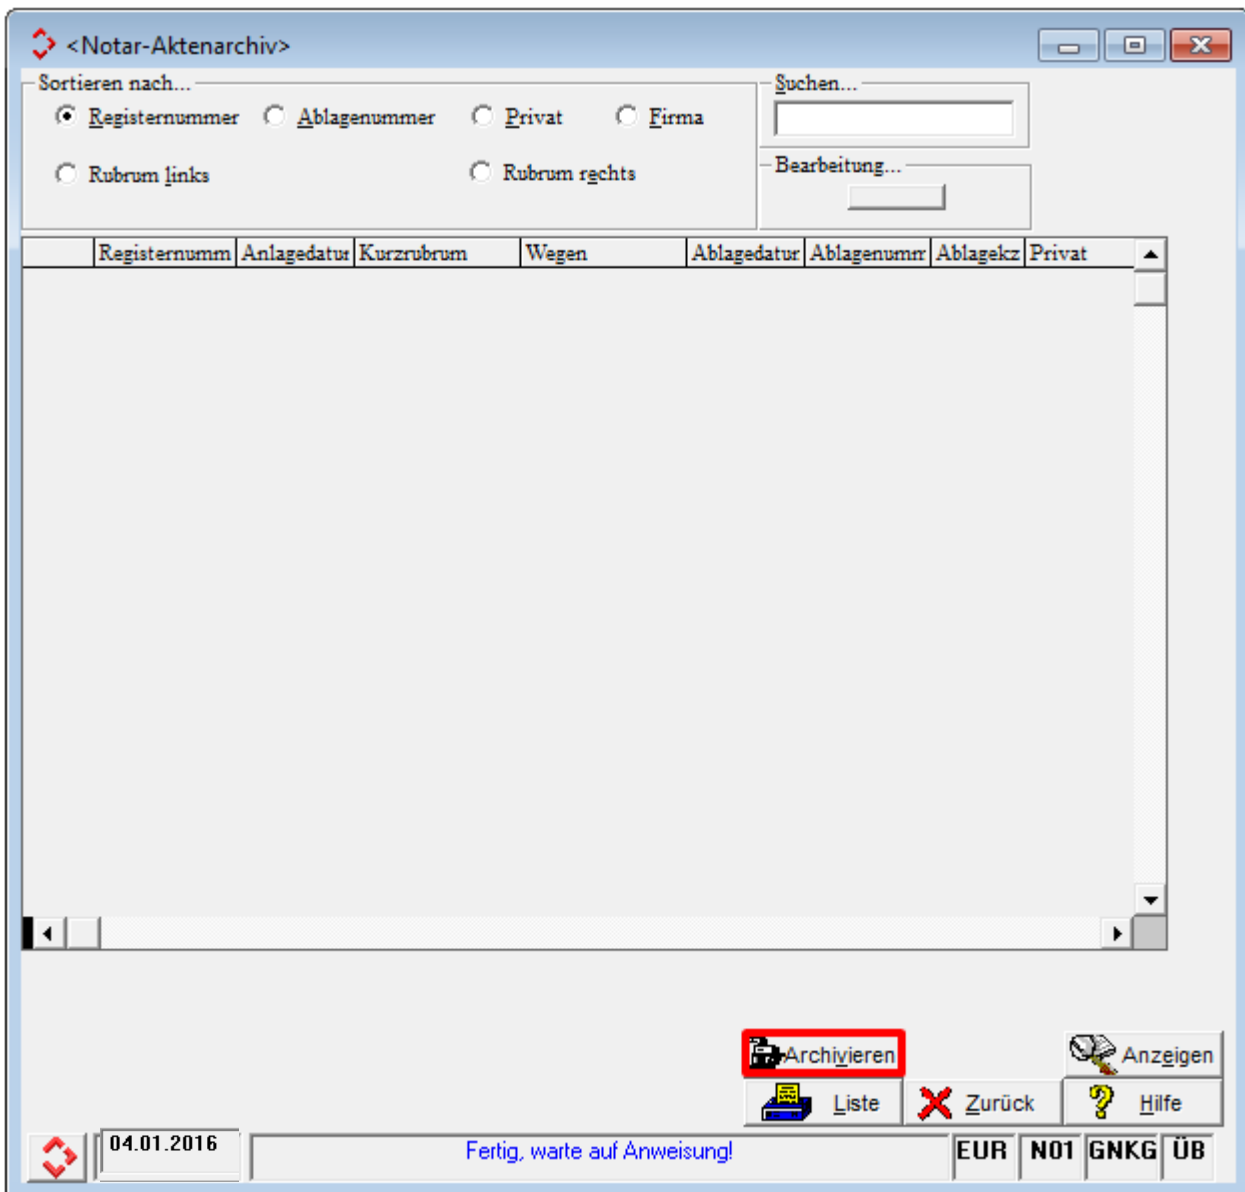 <Notar-Aktenarchiv>
Sortieren nach...
Suchen...
Registernummer Ablagenummer Privat Firma
Rubrum links Rubrum rechts
Bearbeitung...
Registernumm Anlagedatur Kurzrubrum Wegen Ablagedatur Ablagenumr Ablagekz Privat
Archivieren Anzeigen
Liste Zurück Hilfe
04.01.2016 Fertig, warte auf Anweisung! EUR N01 GNKG ÜB